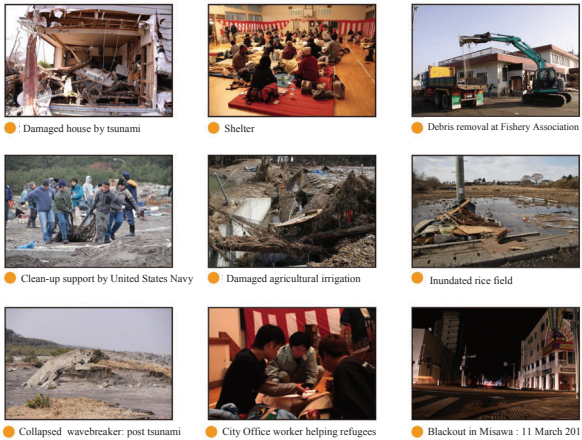 : Damaged house by tsunami
Shelter
Debris removal at Fishery Association
Clean-up support by United States Navy
Damaged agricultural irrigation
Inundated rice field
Collapsed wavebreaker: post tsunami
City Office worker helping refugees
Blackout in Misawa : 11 March 201